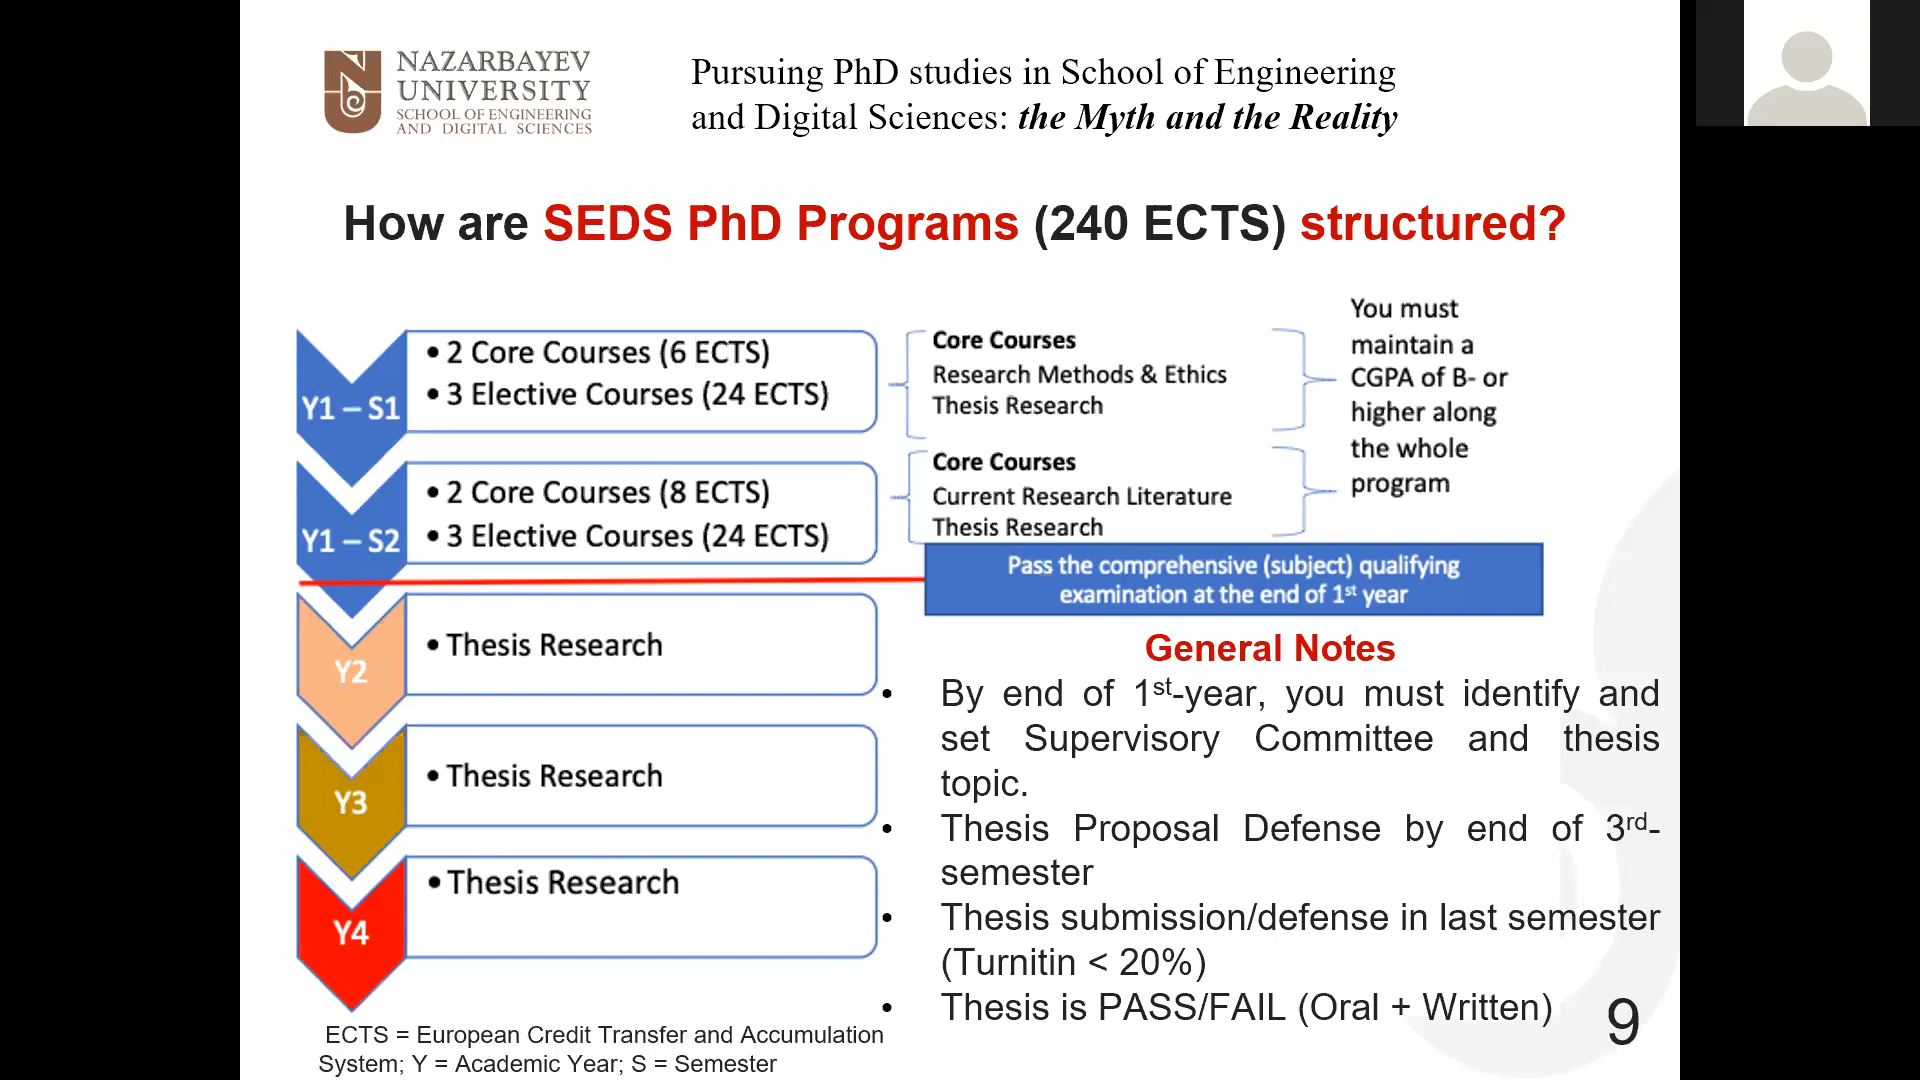 NAZARBAYEV
UNIVERSITY
SCHOOL OF ENGINEERING
AND DIGITAL SCIENCES
Pursuing PhD studies in School of Engineering
and Digital Sciences: the Myth and the Reality
How are SEDS PhD Programs (240 ECTS) structured?
Y1 – S1
• 2 Core Courses (6 ECTS)
• 3 Elective Courses (24 ECTS)
Core Courses
Research Methods & Ethics
Thesis Research
Y1 – S2
• 2 Core Courses (8 ECTS)
• 3 Elective Courses (24 ECTS)
Core Courses
Current Research Literature
Thesis Research
You must
maintain a
CGPA of B- or
higher along
the whole
program
Pass the comprehensive (subject) qualifying
examination at the end of 1st year
Y2
• Thesis Research
Y3
• Thesis Research
Y4
• Thesis Research
General Notes
• By end of 1st-year, you must identify and
set Supervisory Committee and thesis
topic.
• Thesis Proposal Defense by end of 3rd-
semester
• Thesis submission/defense in last semester
(Turnitin < 20%)
• Thesis is PASS/FAIL (Oral + Written)
ECTS = European Credit Transfer and Accumulation
System; Y = Academic Year; S = Semester
9